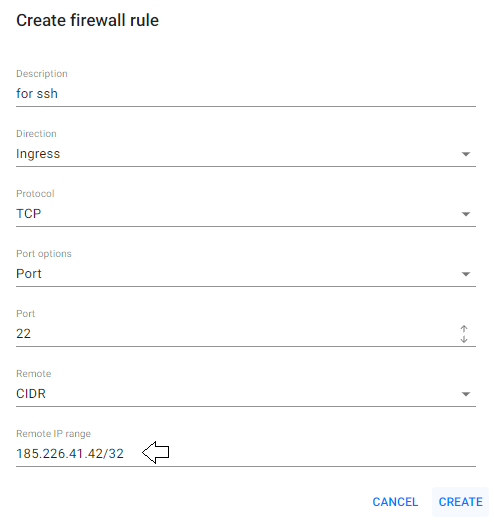 Create firewall rule
Description
for ssh
Direction
Ingress
Protocol
TCP
Port options
Port
Port
22
Remote
CIDR
Remote IP range
185.226.41.42/32
CANCEL CREATE